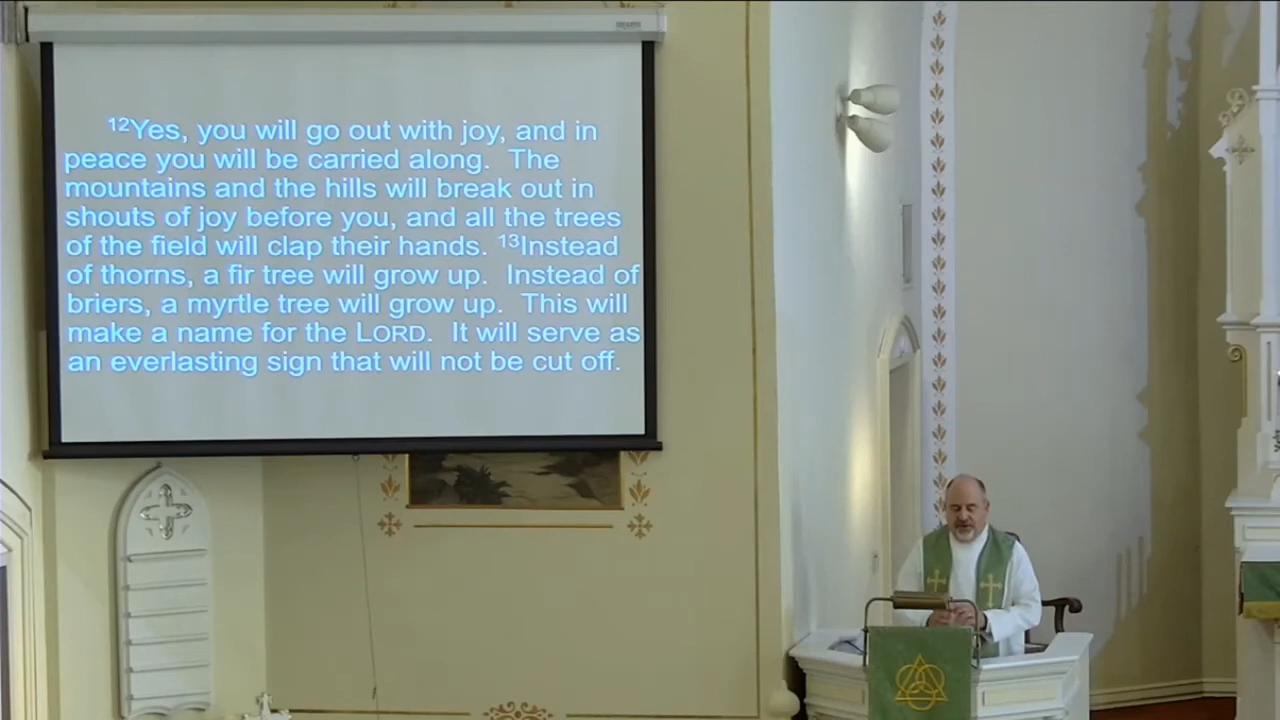 ¹²Yes, you will go out with joy, and in
peace you will be carried along. The
mountains and the hills will break out in
shouts of joy before you, and all the trees
of the field will clap their hands. ¹³Instead
of thorns, a fir tree will grow up. Instead of
briers, a myrtle tree will grow up. This will
make a name for the LORD. It will serve as
an everlasting sign that will not be cut off.